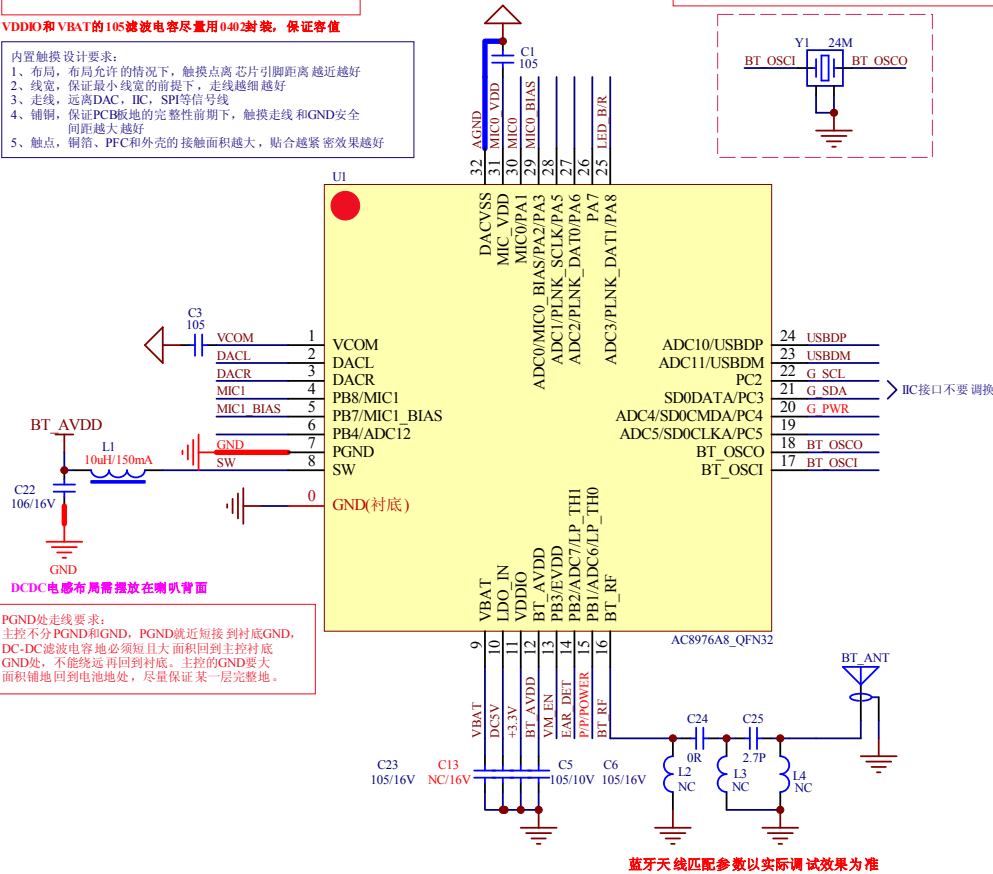 VDDIO和VBAT的105滤波电容尽量用0402封装，保证容值
内置触摸设计要求：
1、布局，布局允许的情况下，触摸点离芯片引脚距离越近越好
2、线宽，保证最小线宽的前提下，走线越细越好
3、走线，远离DAC，IIC，SPI等信号线
4、铺铜，保证PCB板地的完整性前期下，触摸走线和GND安全
间距越大越好
5、触点，铜箔、PFC和外壳的接触面积越大，贴合越紧密效果越好
C1
105
AGND
MIC0_VDD
MIC0
MIC0_BIAS
LED_B/R
32
31
30
29
28
27
26
25
Y1
24M
BT_OSCI
BT_OSCO
U1
DACVSS
MIC_VDD
MIC0/PA1
ADC0/MIC0_BIAS/PA2/PA3
ADC1/PLNK_SCLK/PA5
ADC2/PLNK_DAT0/PA6
PA7
ADC3/PLNK_DAT1/PA8
C3
105
VCOM 1 VCOM
DACL 2 DACL
DACR 3 DACR
MIC1 4 PB8/MIC1
MIC1_BIAS 5 PB7/MIC1_BIAS
6 PB4/ADC12
GND 7 PGND
SW 8 SW
0 GND(衬底)
BT_AVDD
L1
10uH/150mA
C22
106/16V
GND
ADC10/USBDP 24 USBDP
ADC11/USBDM 23 USBDM
PC2 22 G_SCL
SD0DATA/PC3 21 G_SDA
ADC4/SD0CMDA/PC4 20 G_PWR
ADC5/SD0CLKA/PC5 19
BT_OSCO 18 BT_OSCO
BT_OSCI 17 BT_OSCI
IIC接口不要调换
DCDC电感布局需摆放在喇叭背面
PGND处走线要求：
主控不分PGND和GND，PGND就近短接到衬底GND，
DC-DC滤波电容地必须短且大面积回到主控衬底
GND处，不能绕远再回到衬底。主控的GND要大
面积铺地回到电池地处，尽量保证某一层完整地。
VBAT
LDO_IN
VDDIO
BT_AVDD
PB3/EVDD
PB2/ADC7/LP_TH1
PB1/ADC6/LP_TH0
BT_RF
AC8976A8_QFN32
9
10
11
12
13
14
15
16
VBAT
DC5V
+3.3V
BT_AVDD
VM_EN
EAR_DET
P/P/POWER
BT_RF
C23
105/16V
C13
NC/16V
C5
105/10V
C6
105/16V
BT_ANT
C24
0R
C25
2.7P
L2
NC
L3
NC
L4
NC
蓝牙天线匹配参数以实际调试效果为准